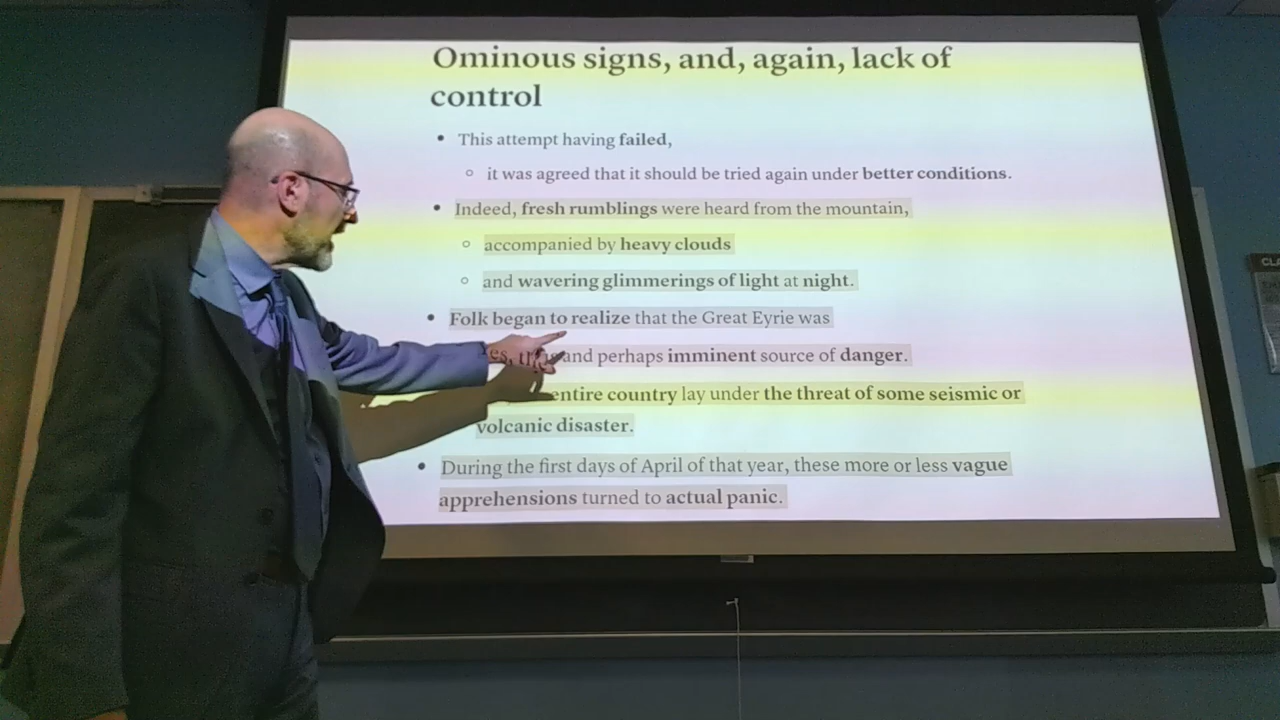 Ominous signs, and, again, lack of
control
• This attempt having failed,
○ it was agreed that it should be tried again under better conditions.
• Indeed, fresh rumblings were heard from the mountain,
○ accompanied by heavy clouds
○ and wavering glimmerings of light at night.
• Folk began to realize that the Great Eyrie was
and perhaps imminent source of danger.
entire country lay under the threat of some seismic or
volcanic disaster.
• During the first days of April of that year, these more or less vague
apprehensions turned to actual panic.
CLA